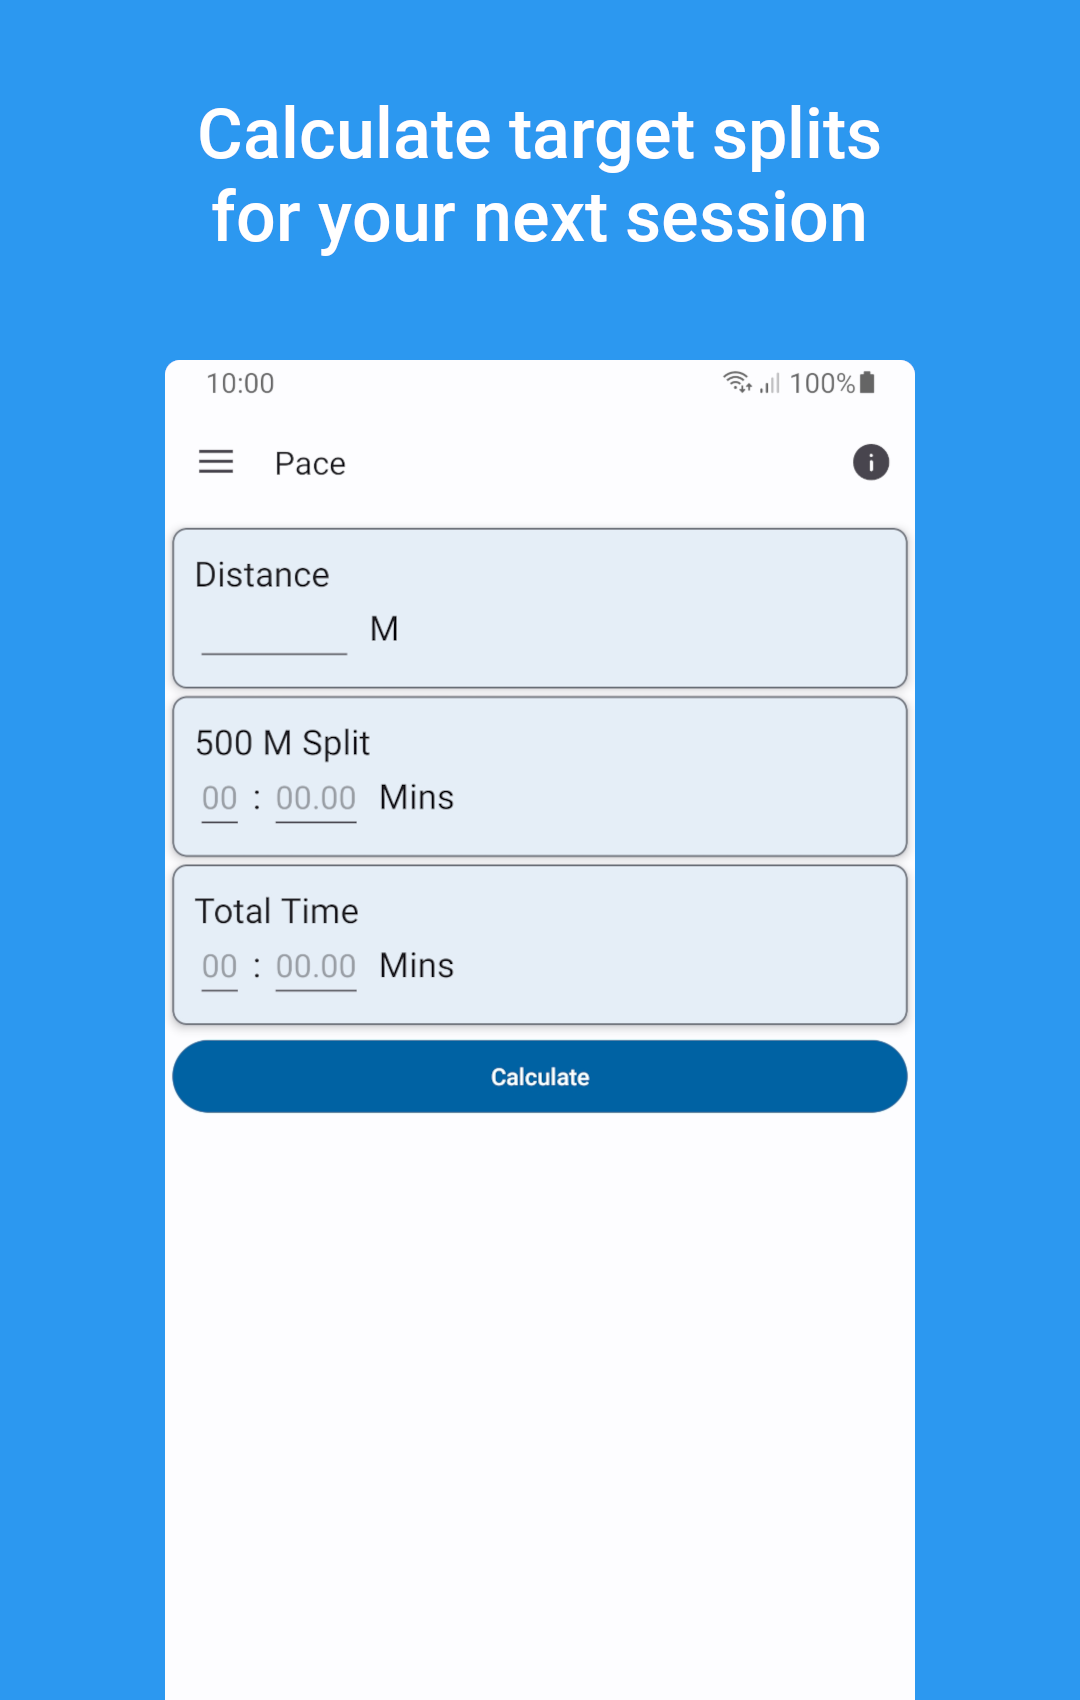 Calculate target splits
for your next session
10:00 100%
Pace
Distance
M
500 M Split
00 : 00.00 Mins
Total Time
00 : 00.00 Mins
Calculate